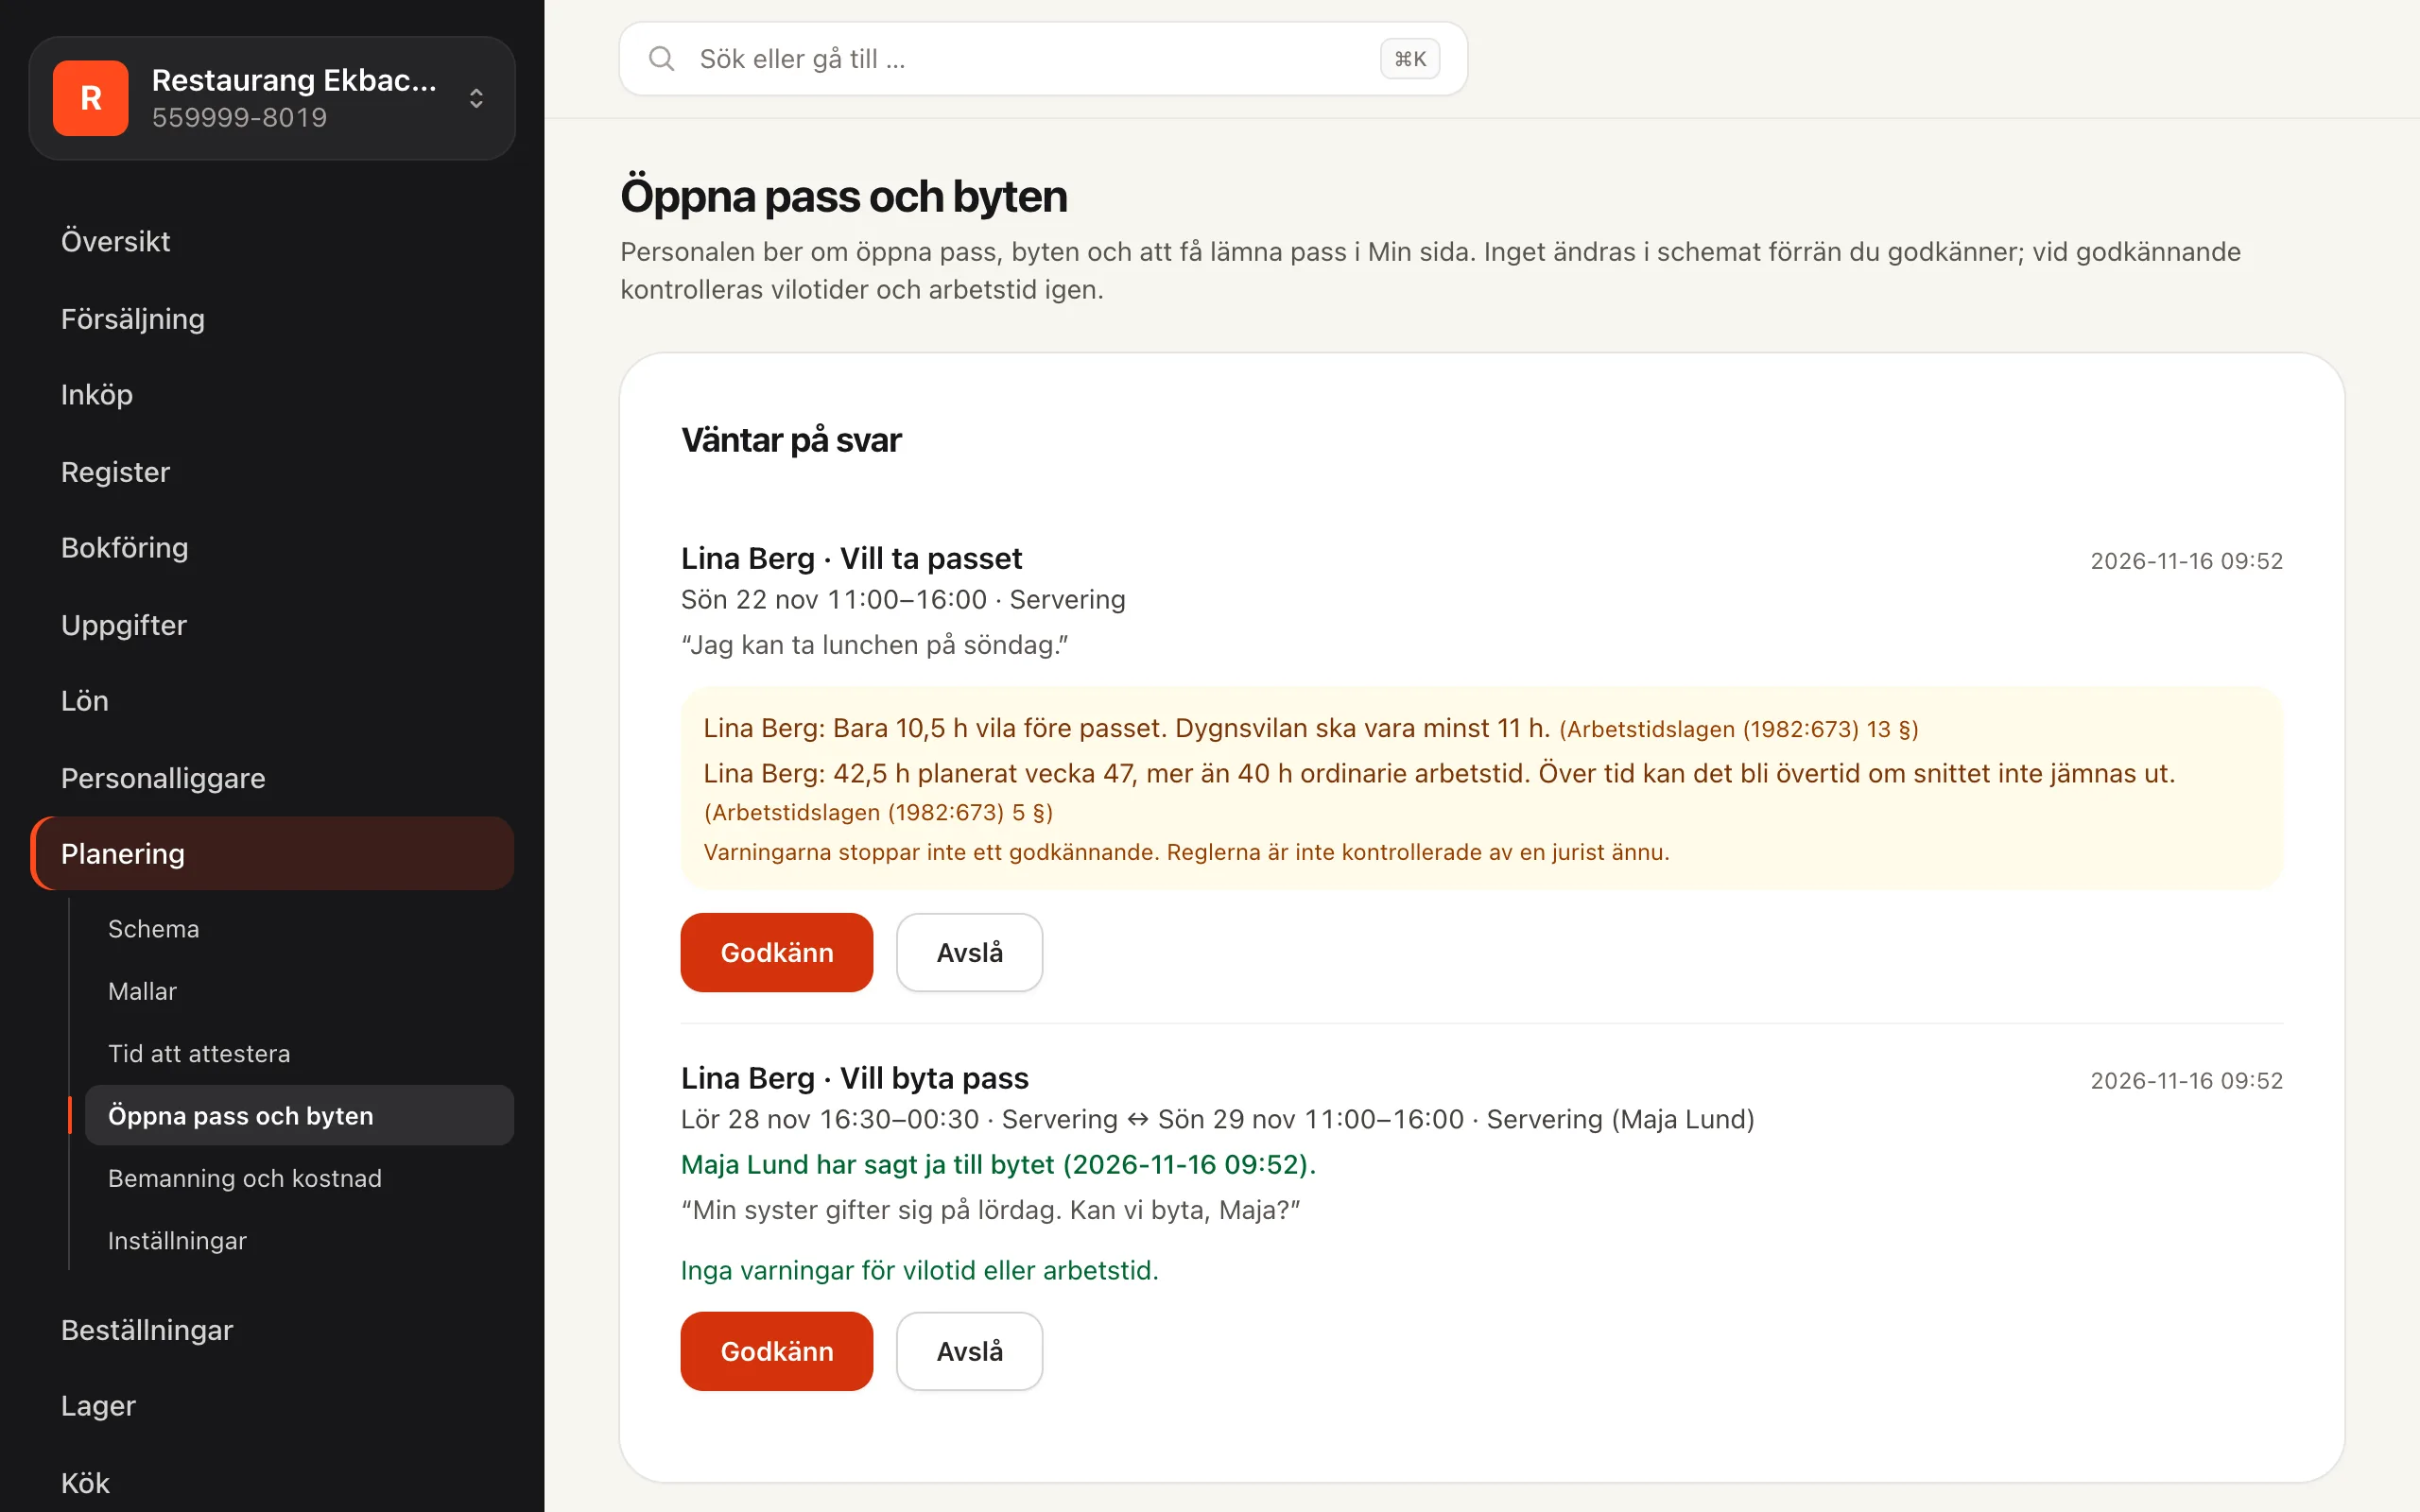 R
Restaurang Ekbac...
559999-8019
Översikt
Försäljning
Inköp
Register
Bokföring
Uppgifter
Lön
Personalliggare
Planering
Schema
Mallar
Tid att attestera
Öppna pass och byten
Bemanning och kostnad
Inställningar
Beställningar
Lager
Kök
Sök eller gå till ...
⌘K
Öppna pass och byten
Personalen ber om öppna pass, byten och att få lämna pass i Min sida. Inget ändras i schemat förrän du godkänner; vid godkännande
kontrolleras vilotider och arbetstid igen.
Väntar på svar
Lina Berg · Vill ta passet
2026-11-16 09:52
Sön 22 nov 11:00–16:00 · Servering
“Jag kan ta lunchen på söndag.”
Lina Berg: Bara 10,5 h vila före passet. Dygnsvilan ska vara minst 11 h. (Arbetstidslagen (1982:673) 13 §)
Lina Berg: 42,5 h planerat vecka 47, mer än 40 h ordinarie arbetstid. Över tid kan det bli övertid om snittet inte jämnas ut.
(Arbetstidslagen (1982:673) 5 §)
Varningarna stoppar inte ett godkännande. Reglerna är inte kontrollerade av en jurist ännu.
Godkänn
Avslå
Lina Berg · Vill byta pass
2026-11-16 09:52
Lör 28 nov 16:30–00:30 · Servering ↔ Sön 29 nov 11:00–16:00 · Servering (Maja Lund)
Maja Lund har sagt ja till bytet (2026-11-16 09:52).
“Min syster gifter sig på lördag. Kan vi byta, Maja?”
Inga varningar för vilotid eller arbetstid.
Godkänn
Avslå